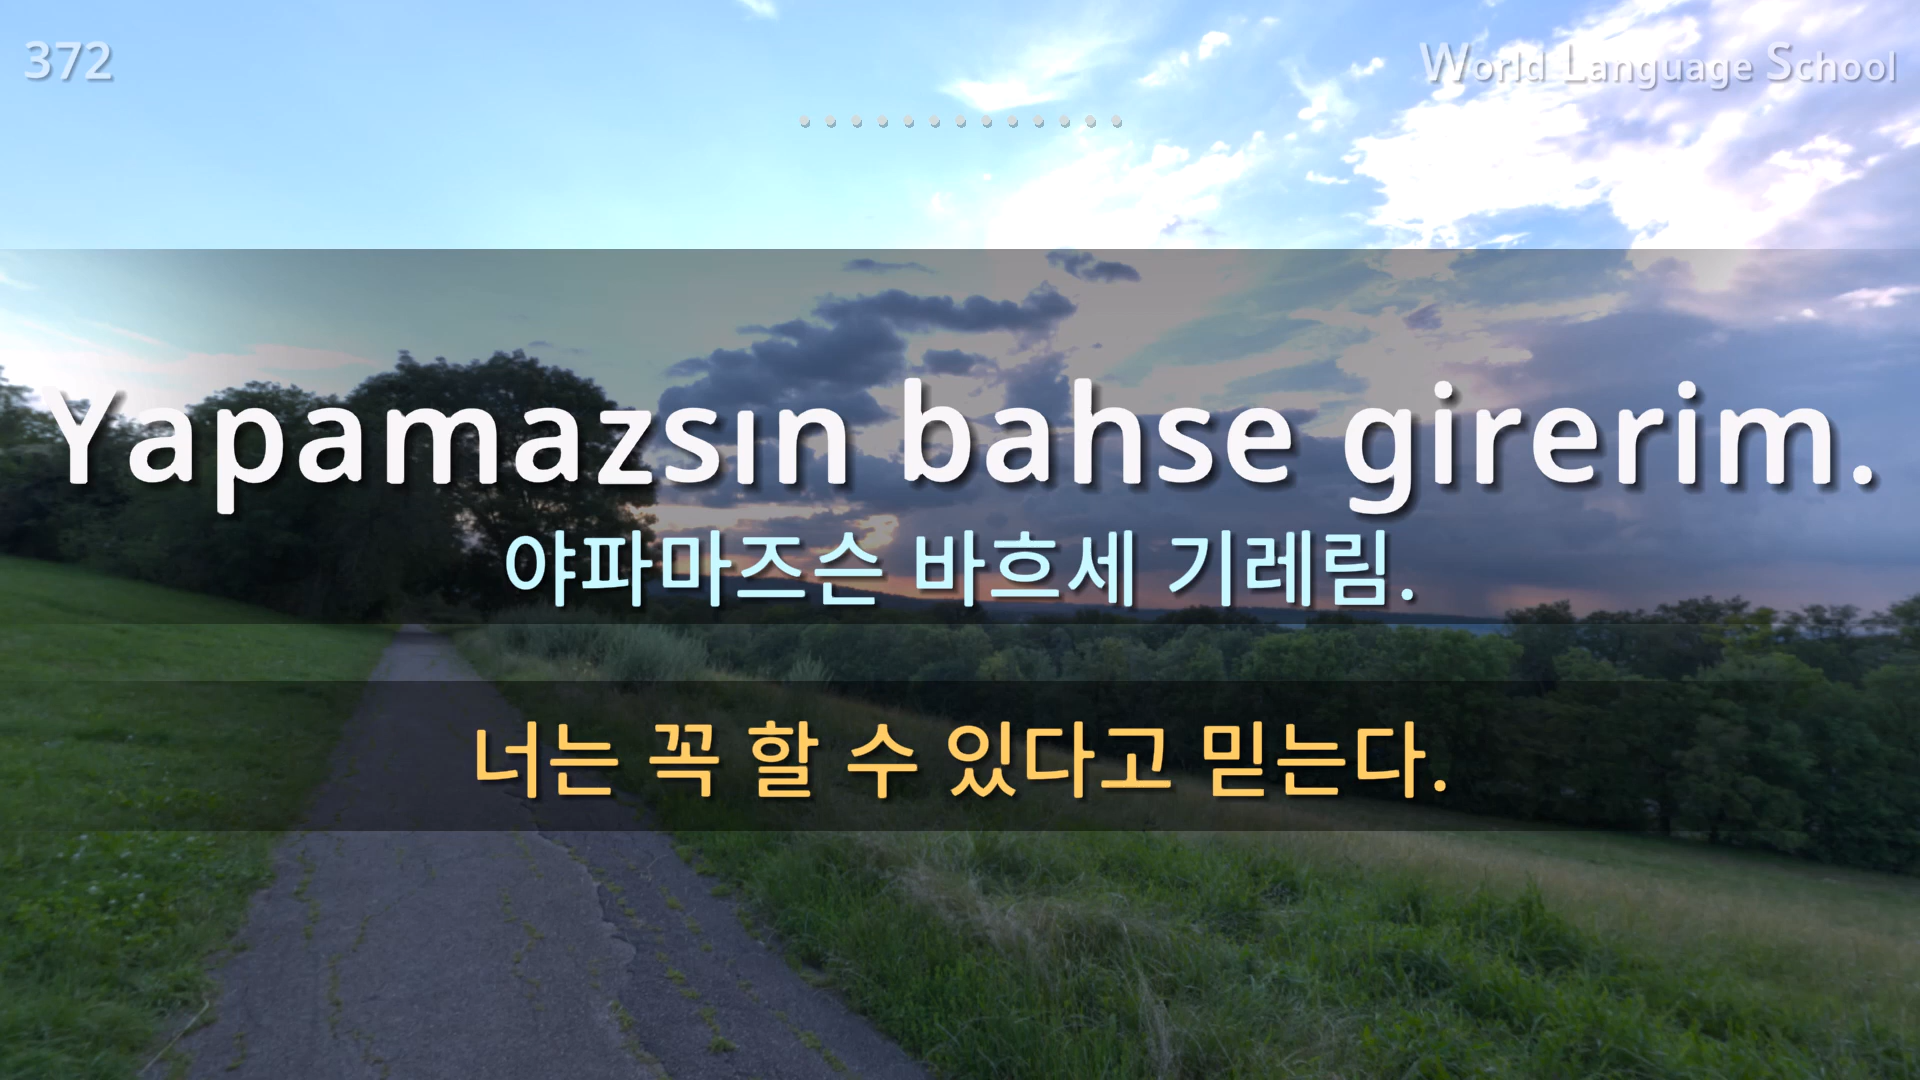 372
World Language School
Yapamazsın bahse girerim.
야파마즈슨 바흐세 기레림.
너는 꼭 할 수 있다고 믿는다.